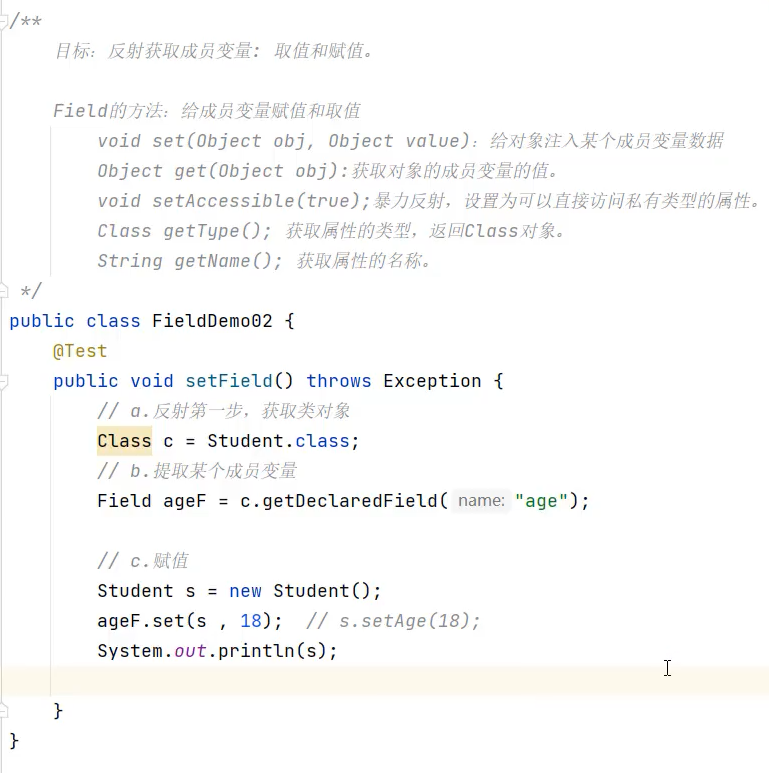 /**
目标：反射获取成员变量: 取值和赋值。
Field的方法：给成员变量赋值和取值
void set(Object obj, Object value)：给对象注入某个成员变量数据
Object get(Object obj):获取对象的成员变量的值。
void setAccessible(true);暴力反射，设置为可以直接访问私有类型的属性。
Class getType(); 获取属性的类型，返回Class对象。
String getName(); 获取属性的名称。
*/
public class FieldDemo02 {
@Test
public void setField() throws Exception {
// a.反射第一步，获取类对象
Class c = Student.class;
// b.提取某个成员变量
Field ageF = c.getDeclaredField( name: "age");
// c.赋值
Student s = new Student();
ageF.set(s , 18);  // s.setAge(18);
System.out.println(s);
}
}